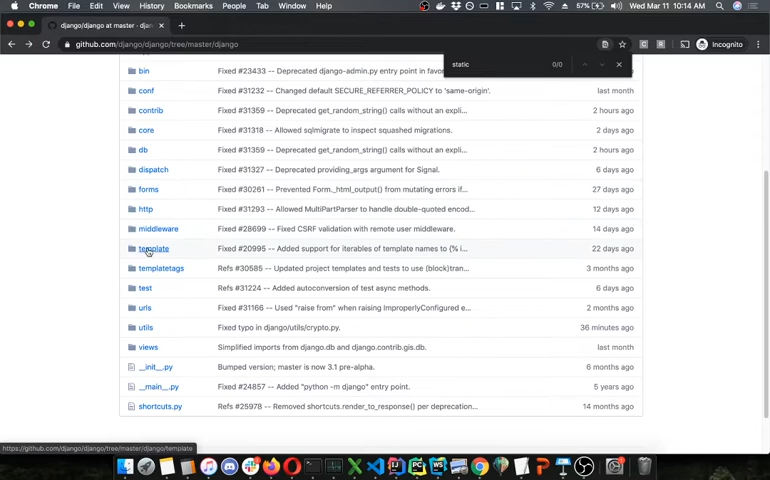 Chrome File Edit View History Bookmarks People Tab Window Help 67% Wed Mar 11 10:14 AM
django/django at master · djan
github.com/django/django/tree/master/django Incognito
static 0/0
bin Fixed #23433 -- Deprecated django-admin.py entry point in favor
conf Fixed #31232 -- Changed default SECURE_REFERRER_POLICY to 'same-origin'. last month
contrib Fixed #31359 -- Deprecated get_random_string() calls without an expli... 2 hours ago
core Fixed #31318 -- Allowed sqlmigrate to inspect squashed migrations. 2 days ago
db Fixed #31359 -- Deprecated get_random_string() calls without an expli... 2 hours ago
dispatch Fixed #31327 -- Deprecated providing_args argument for Signal. 6 days ago
forms Fixed #30261 -- Prevented Form._html_output() from mutating errors if... 27 days ago
http Fixed #31293 -- Allowed MultiPartParser to handle double-quoted encod... 12 days ago
middleware Fixed #28699 -- Fixed CSRF validation with remote user middleware. 14 days ago
template Fixed #20995 -- Added support for iterables of template names to {% i... 22 days ago
templatetags Refs #30585 -- Updated project templates and tests to use (block)tran... 3 months ago
test Refs #31224 -- Added autoconversion of test async methods. 6 days ago
urls Fixed #31166 -- Used "raise from" when raising ImproperlyConfigured e... 2 months ago
utils Fixed typo in django/utils/crypto.py. 36 minutes ago
views Simplified imports from django.db and django.contrib.gis.db. last month
__init__.py Bumped version; master is now 3.1 pre-alpha. 6 months ago
__main__.py Fixed #24857 -- Added "python -m django" entry point. 5 years ago
shortcuts.py Refs #25978 -- Removed shortcuts.render_to_response() per deprecation... 14 months ago
https://github.com/django/django/tree/master/django/template